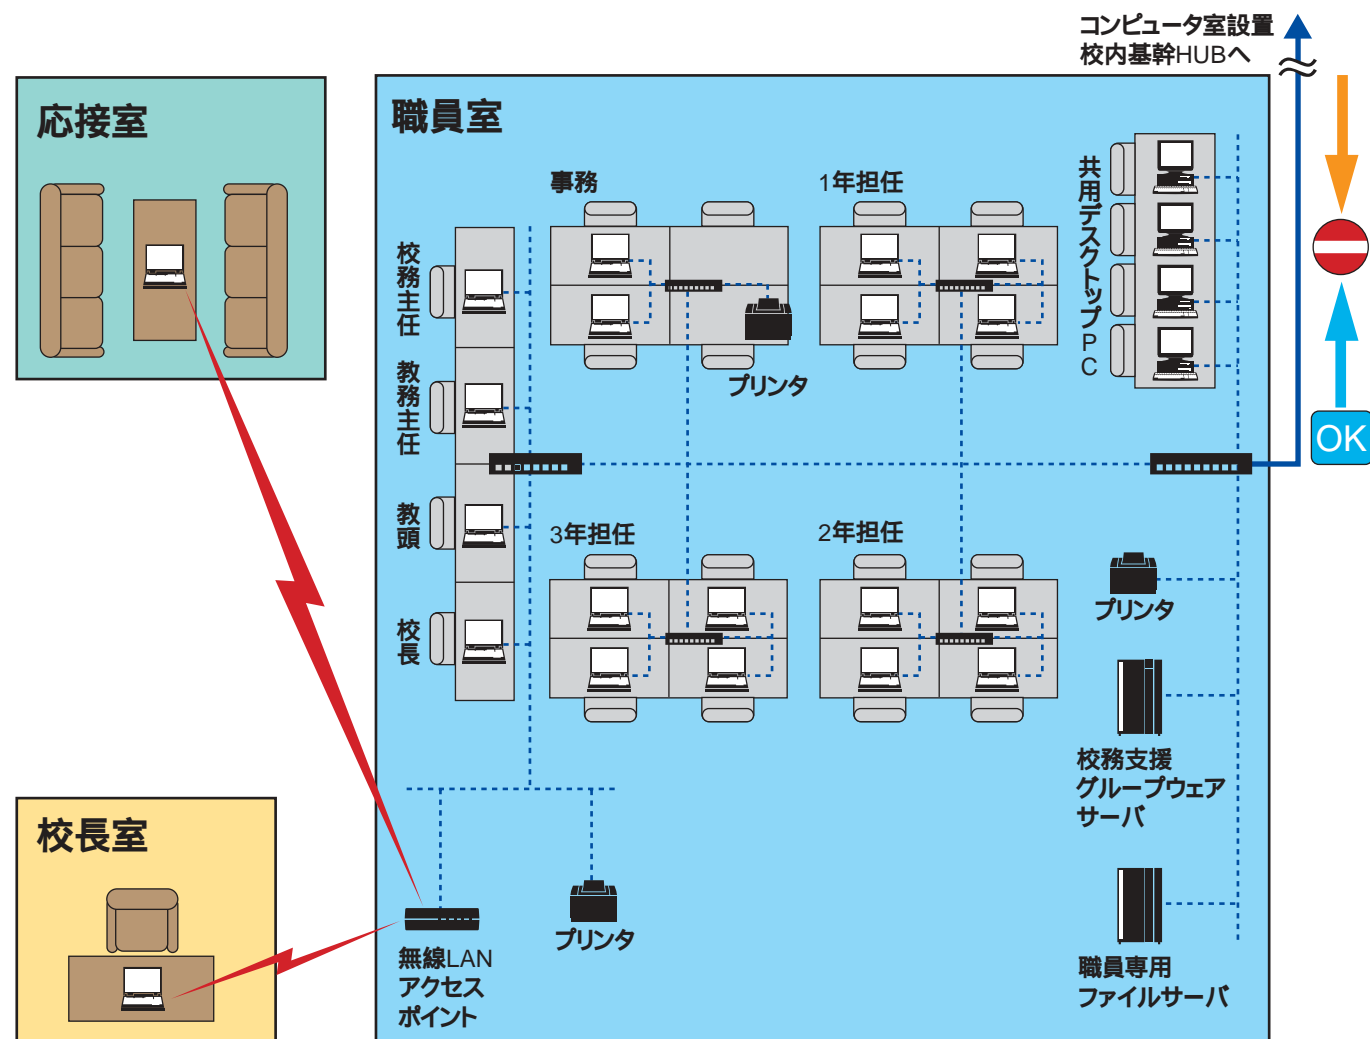 コンピュータ室設置
校内基幹HUBへ
応接室
職員室
事務
1年担任
共用デスクトップPC
校務主任
プリンタ
教務主任
OK
教頭
3年担任
2年担任
プリンタ
校長
校務支援
グループウェア
サーバ
校長室
プリンタ
無線LAN
アクセス
ポイント
職員専用
ファイルサーバ